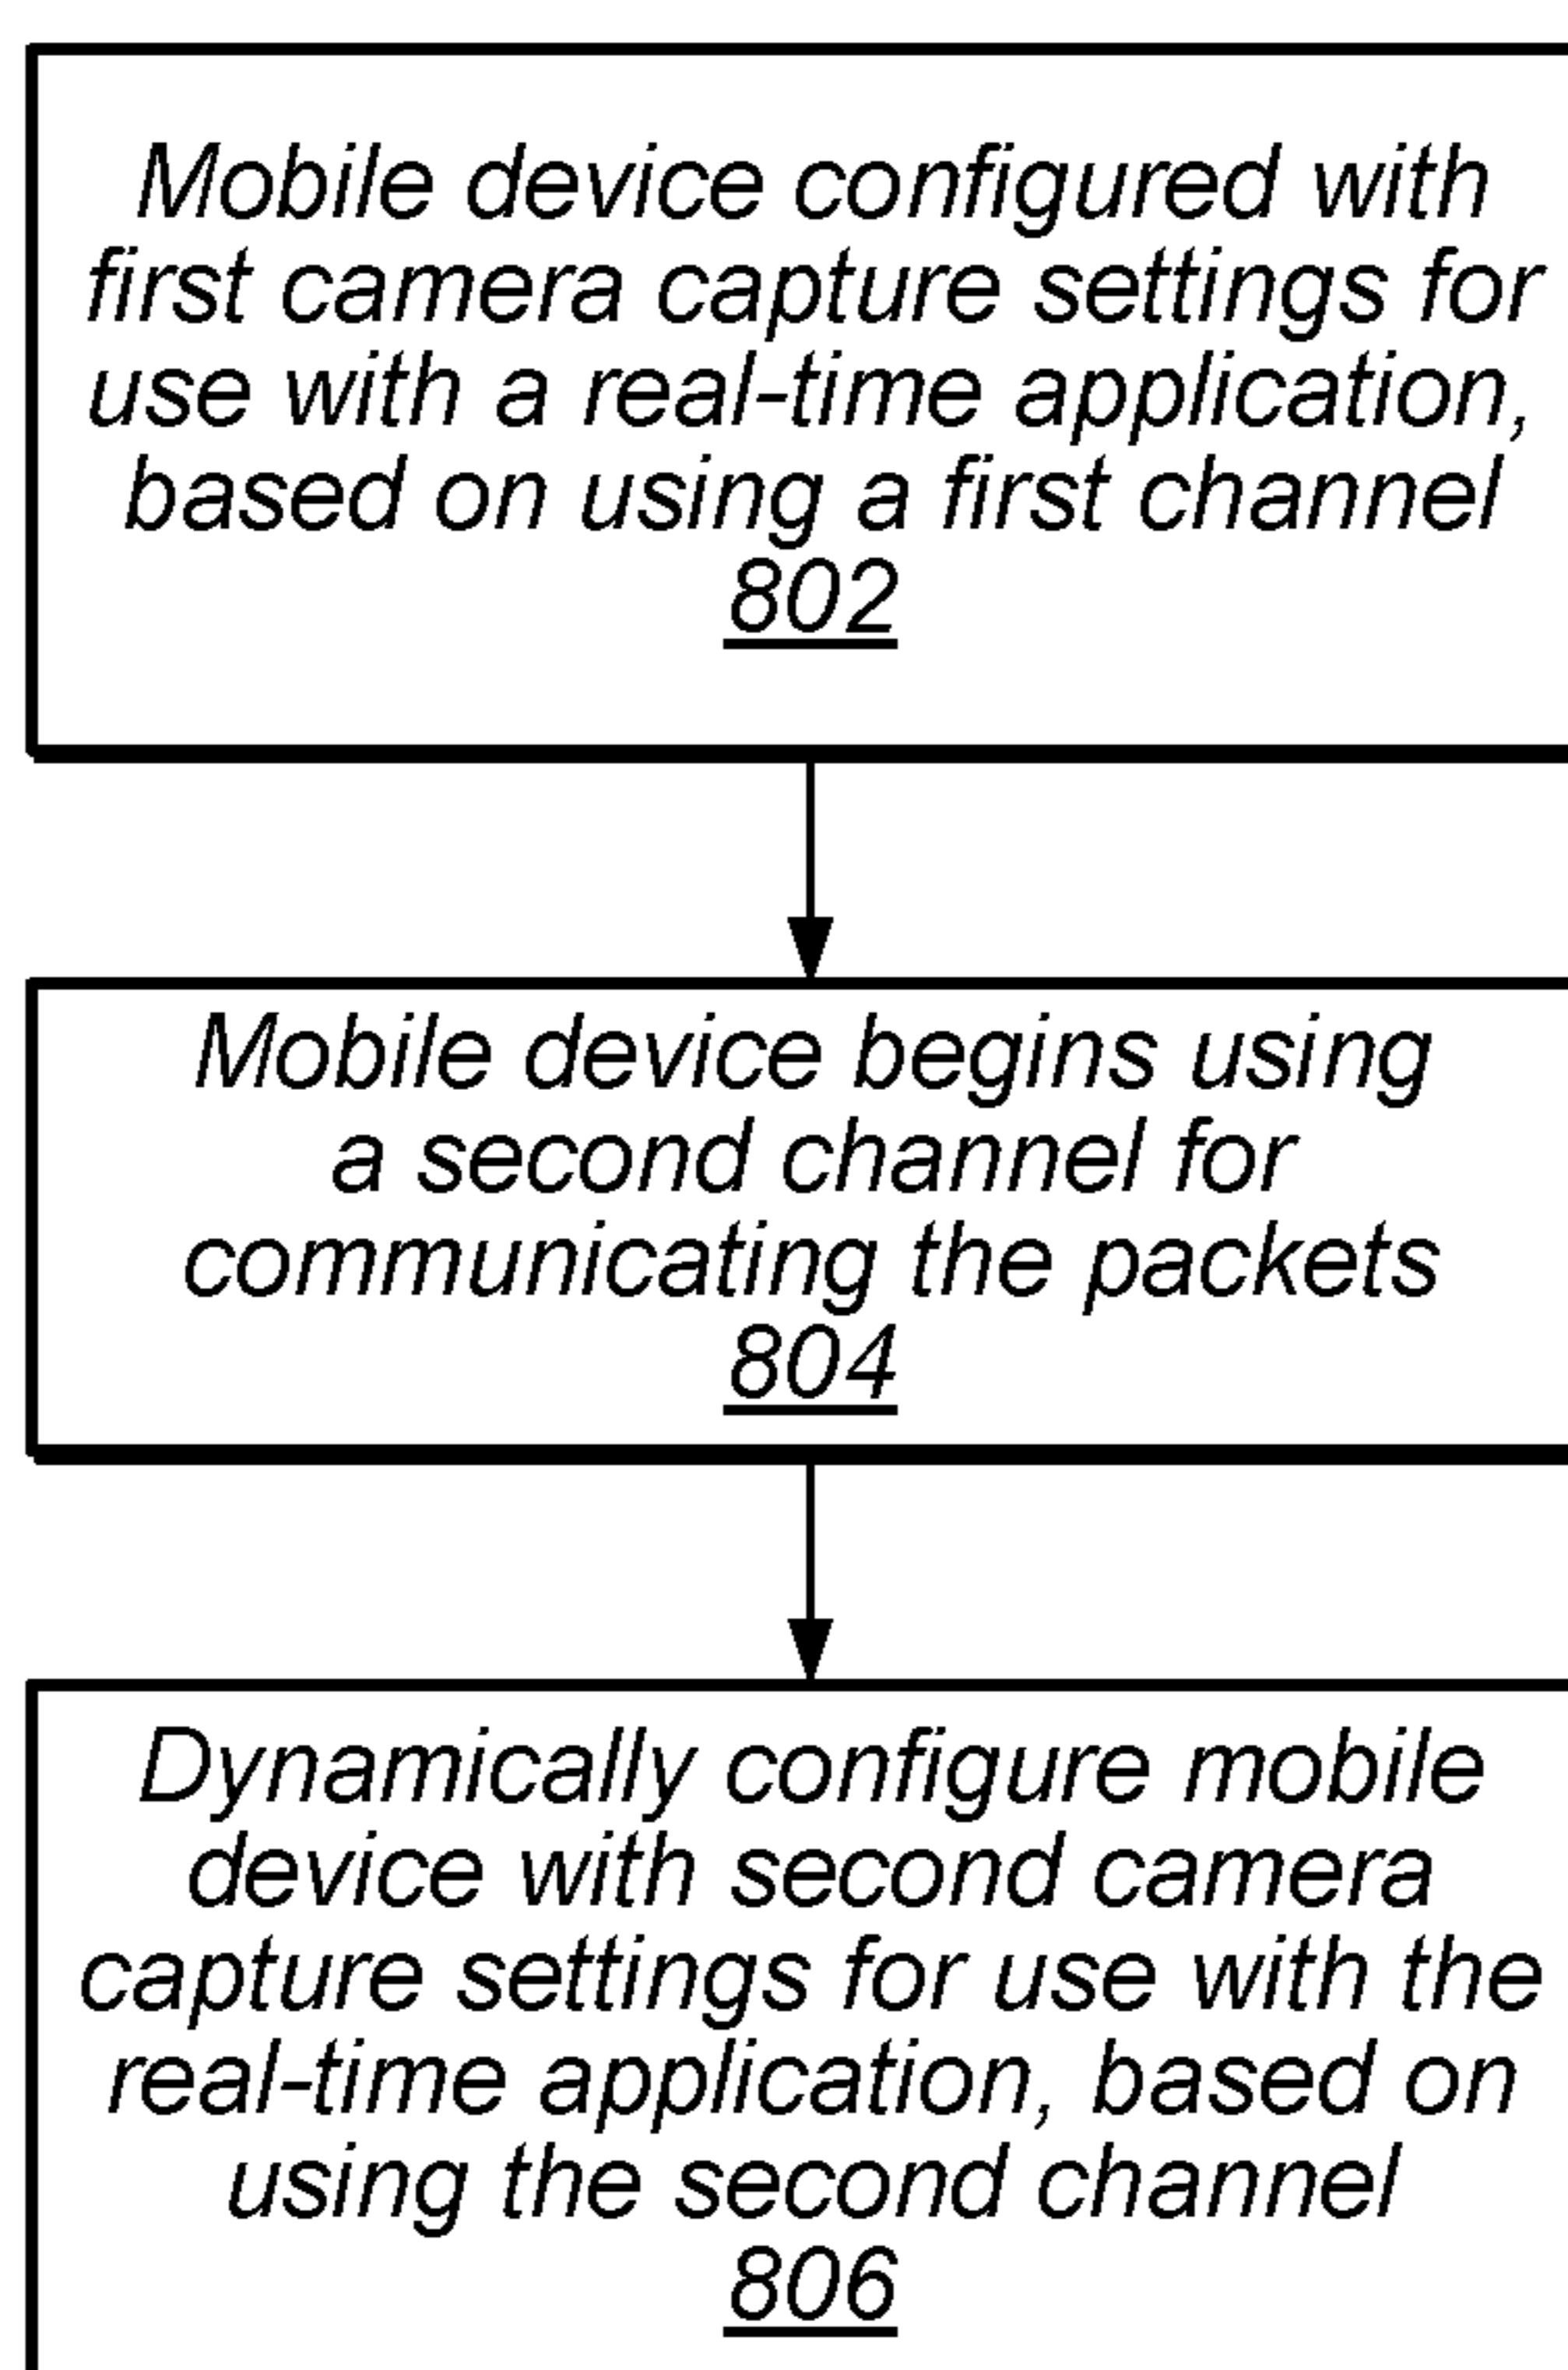 Mobile device configured with
first camera capture settings for
use with a real-time application,
based on using a first channel
802
Mobile device begins using
a second channel for
communicating the packets
804
Dynamically configure mobile
device with second camera
capture settings for use with the
real-time application, based on
using the second channel
806